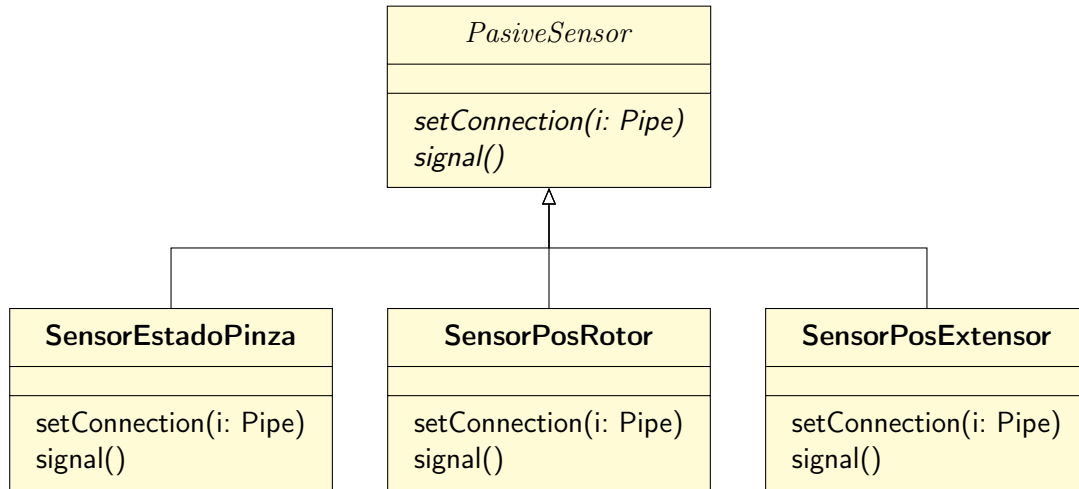 PasiveSensor
setConnection(i: Pipe)
signal()
SensorEstadoPinza
setConnection(i: Pipe)
signal()
SensorPosRotor
setConnection(i: Pipe)
signal()
SensorPosExtensor
setConnection(i: Pipe)
signal()